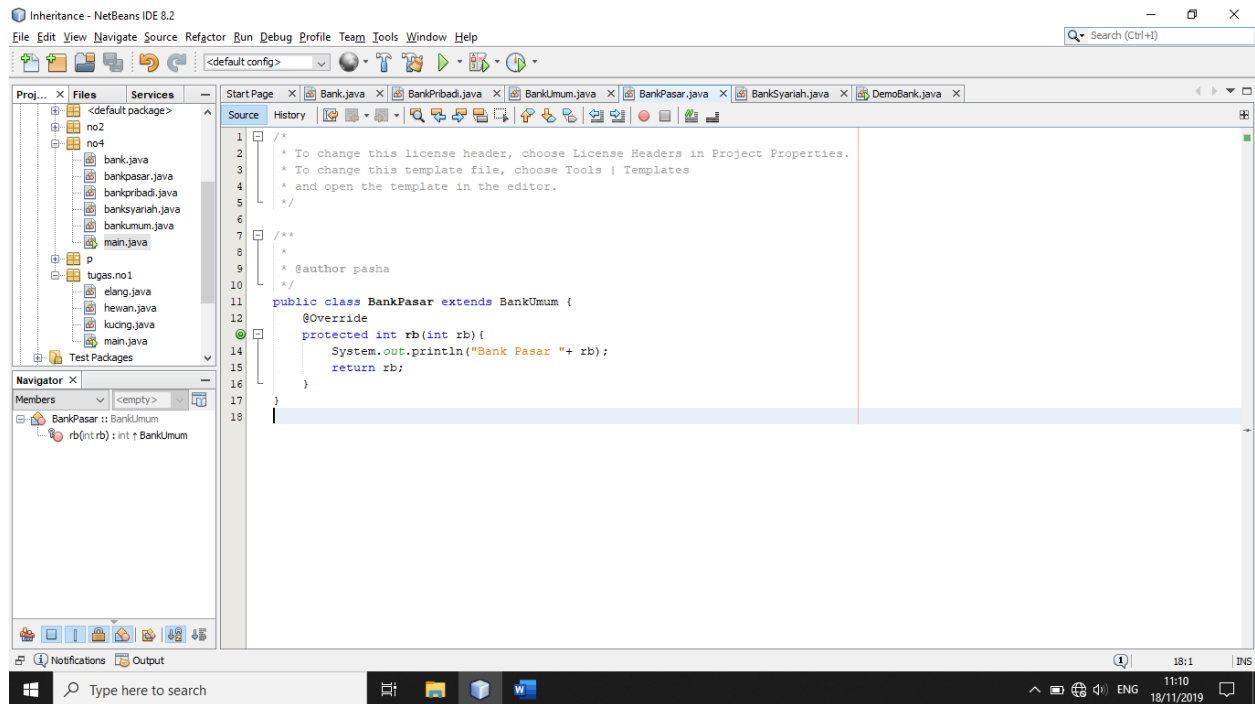 Inheritance - NetBeans IDE 8.2
File Edit View Navigate Source Refactor Run Debug Profile Team Tools Window Help
Search (Ctrl+I)
<default config>
Proj... Files Services
Start Page Bank.java BankPribadi.java BankUmum.java BankPasar.java BankSyariah.java DemoBank.java
<default package>
no2
no4
bank.java
bankpasar.java
bankpribadi.java
banksyariah.java
bankumum.java
main.java
p
tugas.no1
elang.java
hewan.java
kucing.java
main.java
Test Packages
Source History
1 /*
2 * To change this license header, choose License Headers in Project Properties.
3 * To change this template file, choose Tools | Templates
4 * and open the template in the editor.
5 */
6
7 /**
8 *
9 * @author pasha
10 */
11 public class BankPasar extends BankUmum {
12 @Override
protected int rb(int rb){
14 System.out.println("Bank Pasar "+ rb);
15 return rb;
16 }
17 }
18
Navigator
Members <empty>
BankPasar :: BankUmum
rb(int rb) : int ↑ BankUmum
Notifications Output
1 18:1 INS
Type here to search
W
ENG
11:10
18/11/2019